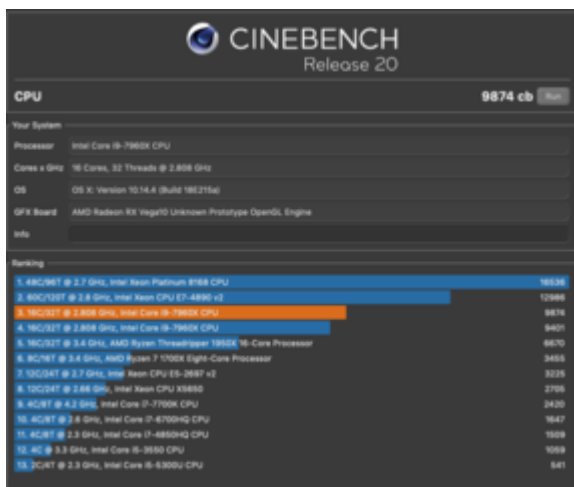 CINEBENCH
Release 20
CPU 9874 cb Run
Your System
Processor Intel Core i9-7960X CPU
Cores x GHz 16 Cores, 32 Threads @ 2.808 GHz
OS OS X: Version 10.14.4 (Build 18E215a)
GFX Board AMD Radeon RX Vega10 Unknown Prototype OpenGL Engine
Info
Ranking
1. 48C/96T @ 2.7 GHz, Intel Xeon Platinum 8168 CPU 16536
2. 60C/120T @ 2.8 GHz, Intel Xeon CPU E7-4890 v2 12986
3. 16C/32T @ 2.808 GHz, Intel Core i9-7960X CPU 9874
4. 16C/32T @ 2.808 GHz, Intel Core i9-7960X CPU 9401
5. 16C/32T @ 3.4 GHz, AMD Ryzen Threadripper 1950X 16-Core Processor 6670
6. 8C/16T @ 3.4 GHz, AMD Ryzen 7 1700X Eight-Core Processor 3455
7. 12C/24T @ 2.7 GHz, Intel Xeon CPU E5-2697 v2 3225
8. 12C/24T @ 2.66 GHz, Intel Xeon CPU X5650 2705
9. 4C/8T @ 4.2 GHz, Intel Core i7-7700K CPU 2420
10. 4C/8T @ 2.6 GHz, Intel Core i7-6700HQ CPU 1647
11. 4C/8T @ 2.3 GHz, Intel Core i7-4850HQ CPU 1509
12. 4C @ 3.3 GHz, Intel Core i5-3550 CPU 1059
13. 2C/4T @ 2.3 GHz, Intel Core i5-5300U CPU 541